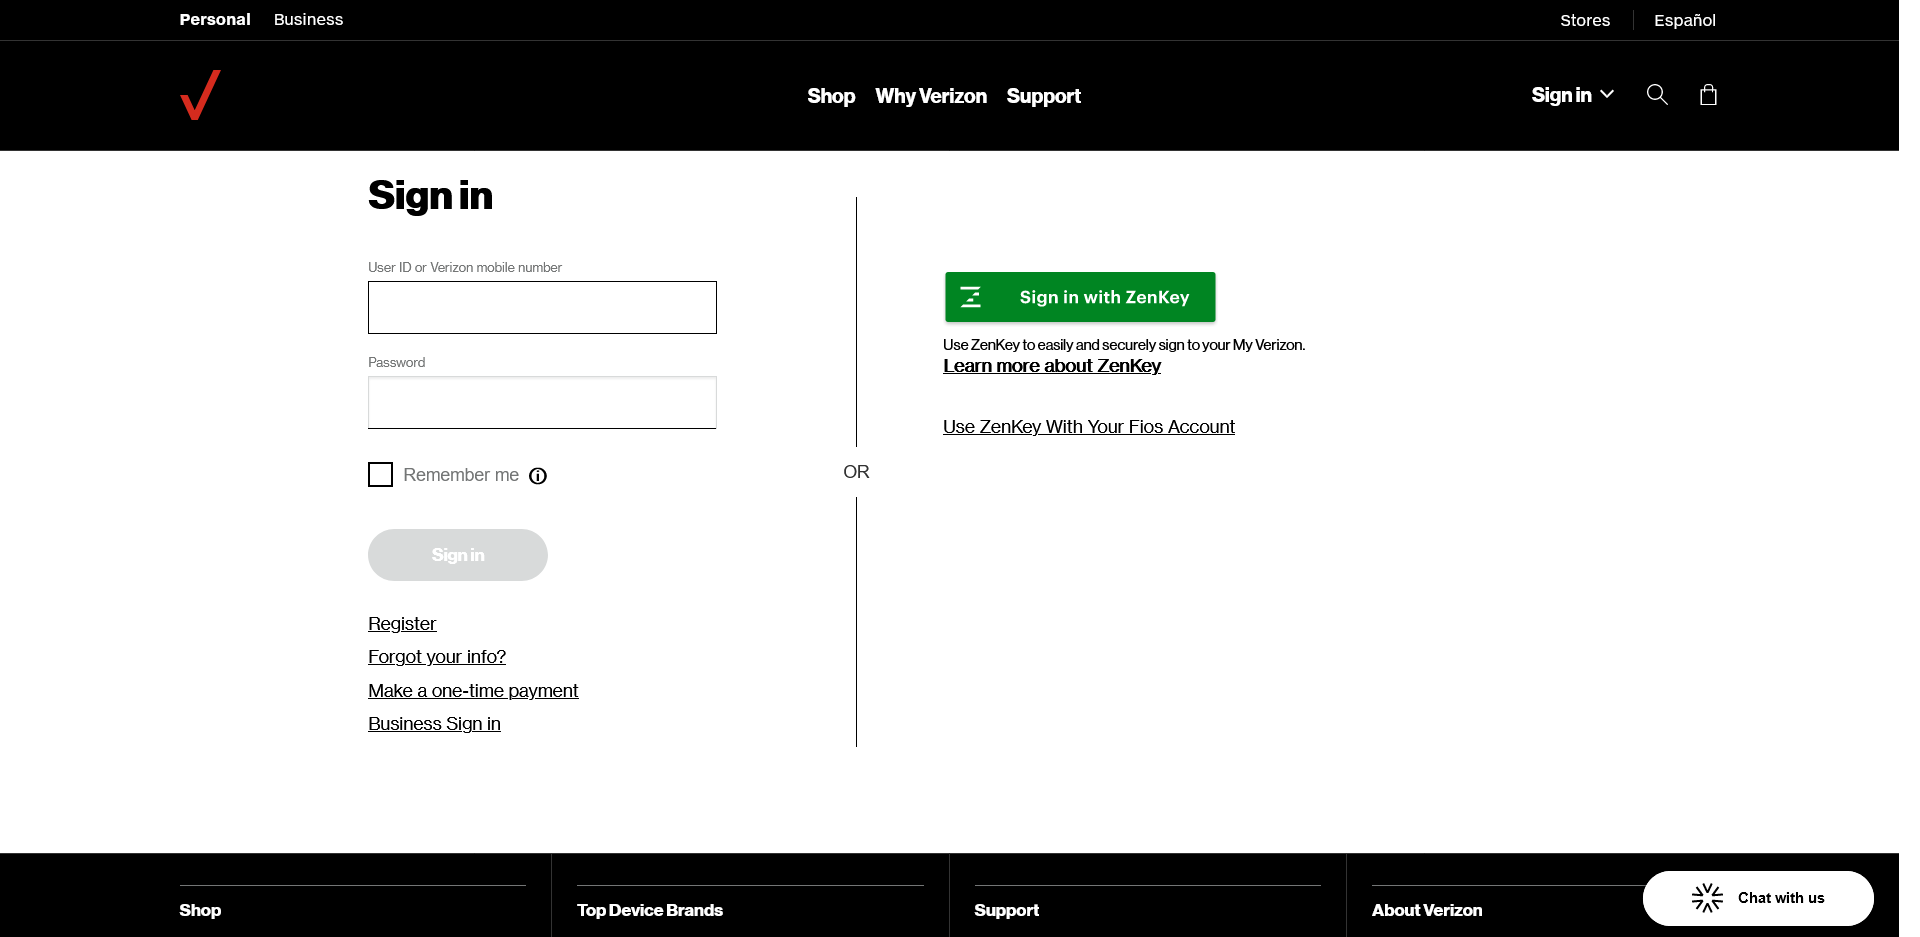 Personal Business Stores Español
Shop Why Verizon Support Sign in
Sign in
User ID or Verizon mobile number
Password
Remember me
Sign in
Register
Forgot your info?
Make a one-time payment
Business Sign in
OR
Sign in with ZenKey
Use ZenKey to easily and securely sign to your My Verizon.
Learn more about ZenKey
Use ZenKey With Your Fios Account
Shop Top Device Brands Support About Verizon
Chat with us